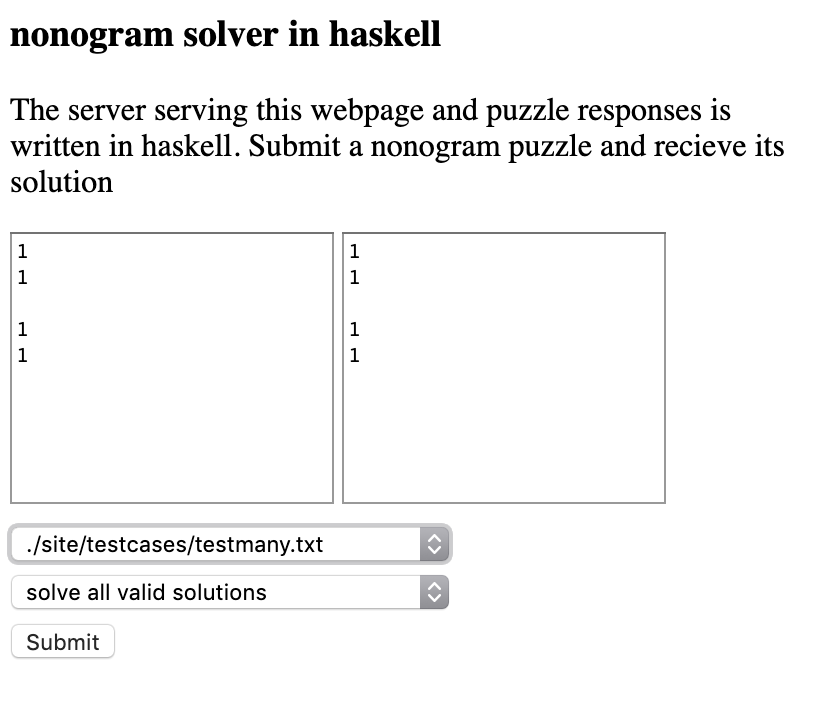 nonogram solver in haskell
The server serving this webpage and puzzle responses is
written in haskell. Submit a nonogram puzzle and recieve its
solution
1
1
1
1
1
1
1
1
./site/testcases/testmany.txt
solve all valid solutions
Submit